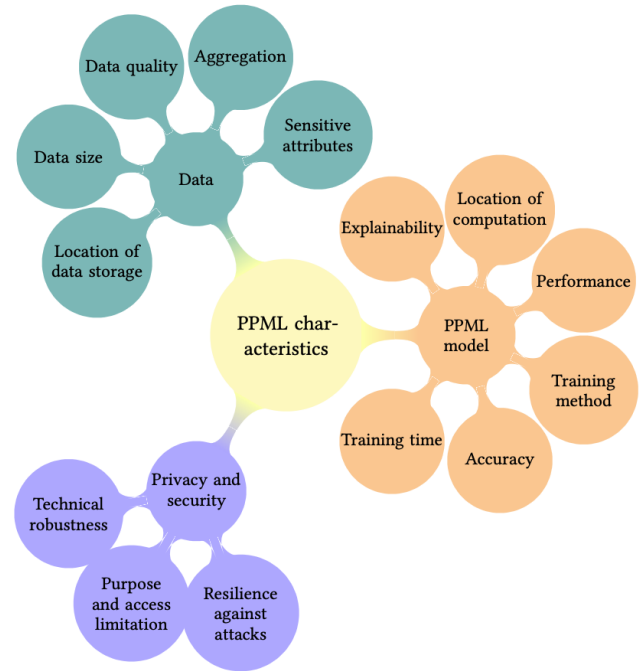 Aggregation
Data quality
Sensitive
attributes
Data size
Data
Location of
data storage
Location of
computation
Explainability
Performance
PPML char-
acteristics
PPML
model
Training
method
Training time
Accuracy
Privacy and
security
Technical
robustness
Purpose
and access
limitation
Resilience
against
attacks